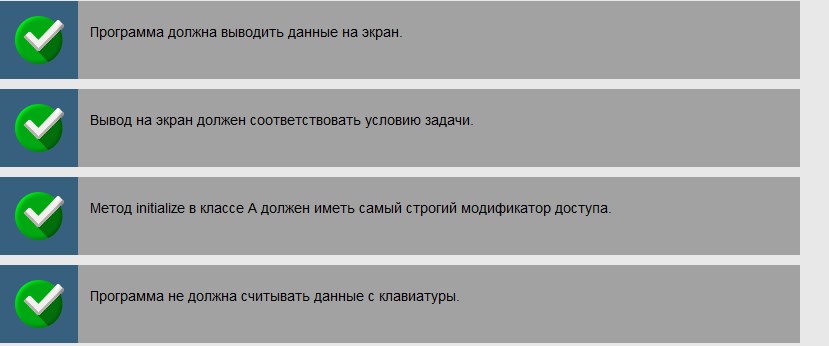 Программа должна выводить данные на экран.
Вывод на экран должен соответствовать условию задачи.
Метод initialize в классе A должен иметь самый строгий модификатор доступа.
Программа не должна считывать данные с клавиатуры.